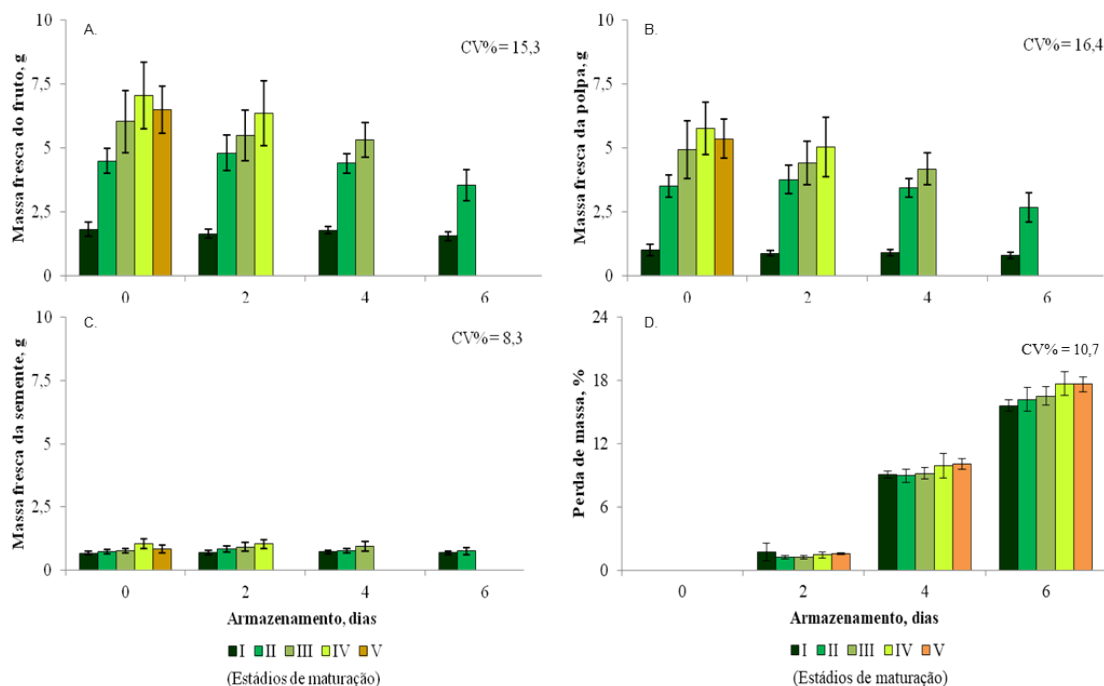 A.
CV%= 15,3
Massa fresca do fruto, g
10
7,5
5
2,5
0
0 2 4 6
B.
CV%= 16,4
Massa fresca da polpa, g
10
7,5
5
2,5
0
0 2 4 6
C.
CV%= 8,3
Massa fresca da semente, g
10
7,5
5
2,5
0
0 2 4 6
Armazenamento, dias
I II III IV V
(Estádios de maturação)
D.
CV%= 10,7
Perda de massa, %
24
18
12
6
0
0 2 4 6
Armazenamento, dias
I II III IV V
(Estádios de maturação)